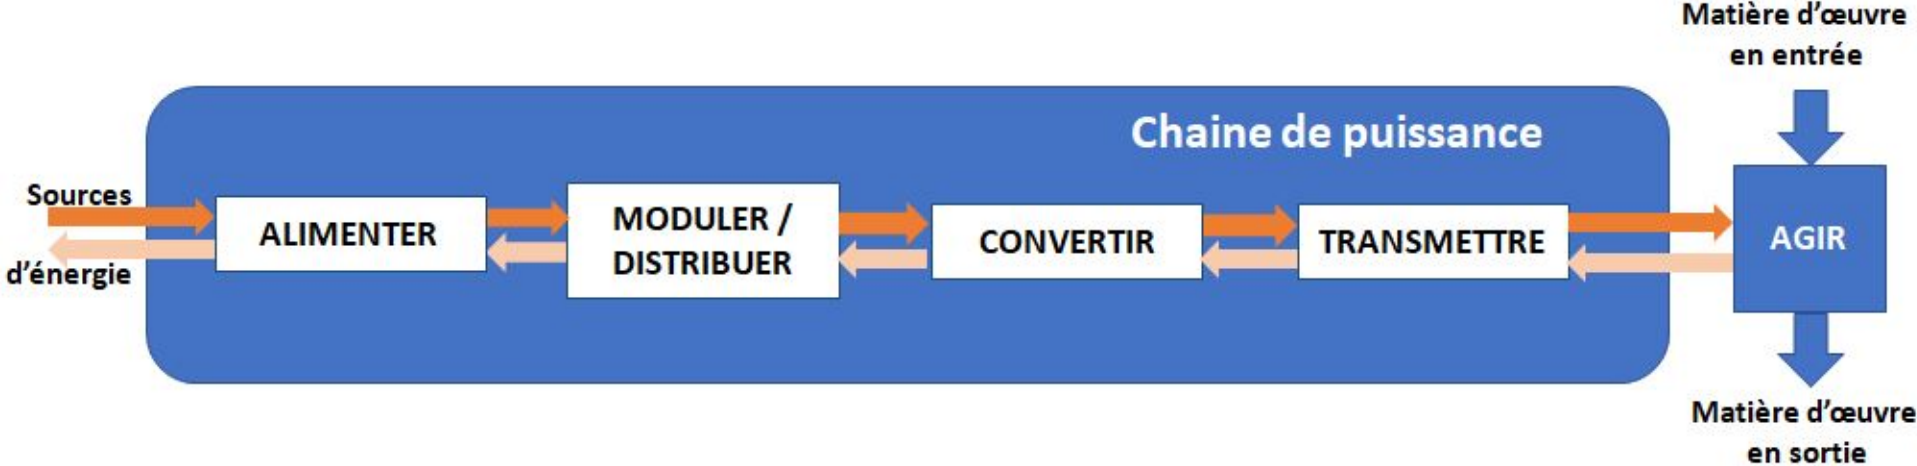 Matière d'œuvre
en entrée
Chaine de puissance
Sources
d'énergie
ALIMENTER
MODULER /
DISTRIBUER
CONVERTIR
TRANSMETTRE
AGIR
Matière d'œuvre
en sortie